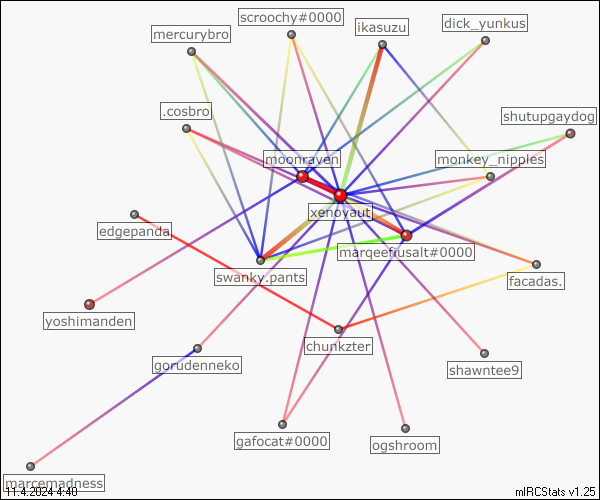 scroochy#0000
ikasuzu
dick_yunkus
mercurybro
.cosbro
shutupgaydog
moonraven
monkey_nipples
xenoyaut
edgepanda
marqeefiusalt#0000
swanky.pants
facadas.
yoshimanden
chunkzter
gorudenneko
shawntee9
gafocat#0000
ogshroom
marcemadness
11.4.2024 4:40
mIRCStats v1.25